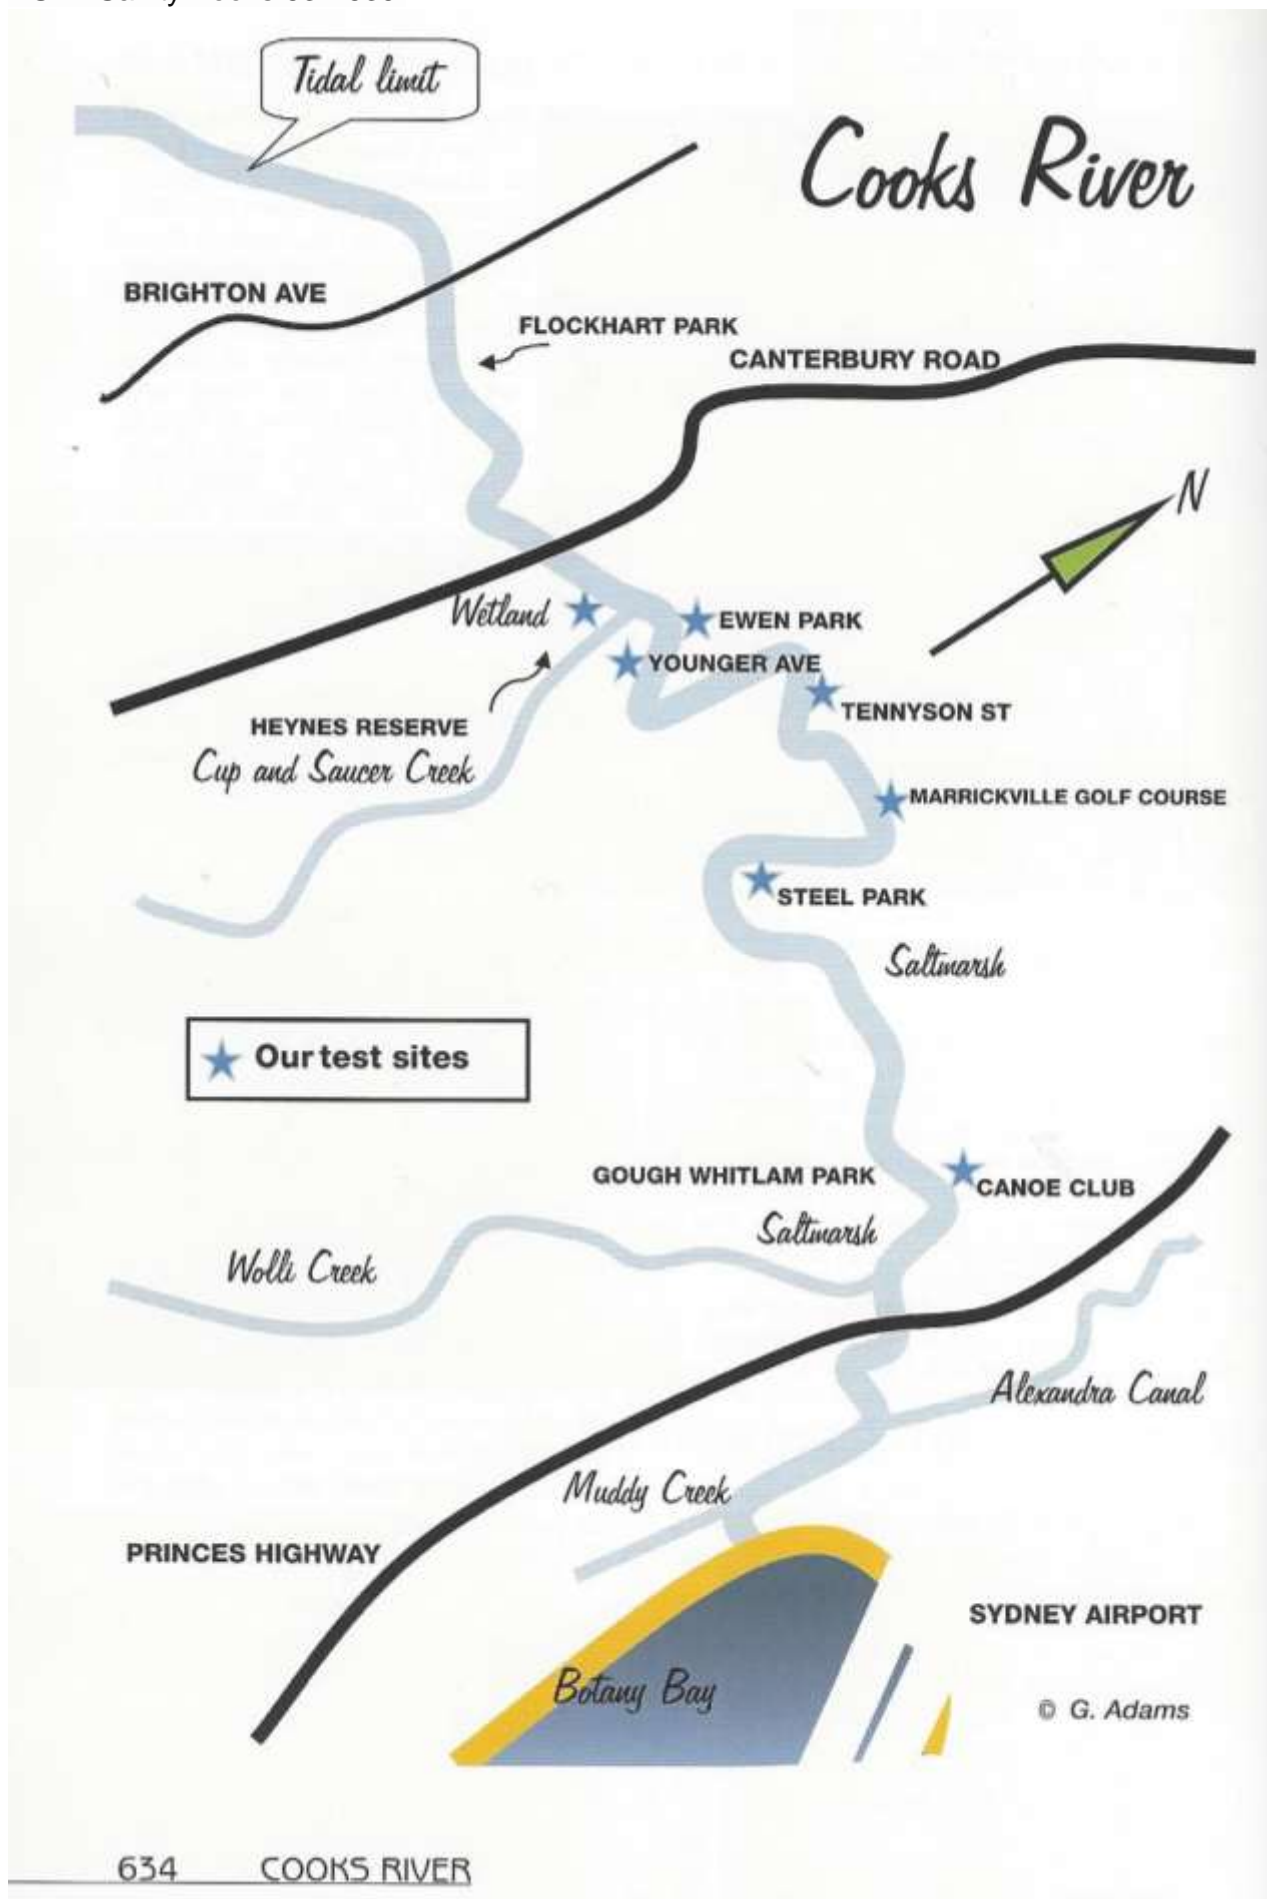 Tidal limit
Cooks River
BRIGHTON AVE
FLOCKHART PARK
CANTERBURY ROAD
N
Wetland
EWEN PARK
YOUNGER AVE
TENNYSON ST
HEYNES RESERVE
Cup and Saucer Creek
MARRICKVILLE GOLF COURSE
STEEL PARK
Saltmarsh
Our test sites
GOUGH WHITLAM PARK
CANOE CLUB
Saltmarsh
Wolli Creek
Alexandra Canal
Muddy Creek
PRINCES HIGHWAY
SYDNEY AIRPORT
Botany Bay
© G. Adams
634 COOKS RIVER